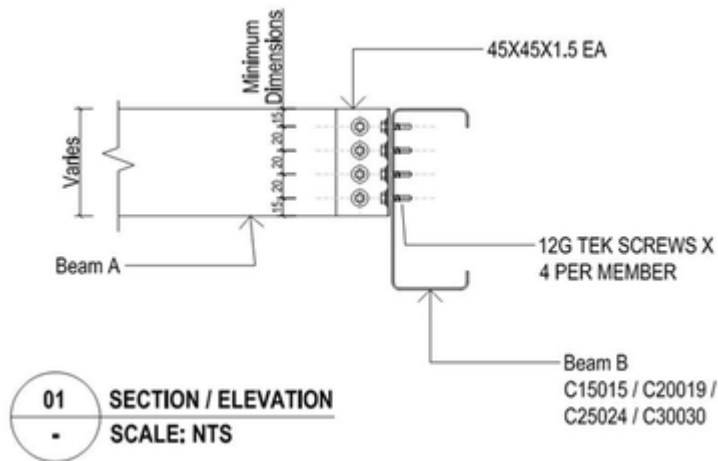 Minimum
Dimensions
45X45X1.5 EA
15
20
20
20
15
Varies
Beam A
12G TEK SCREWS X
4 PER MEMBER
Beam B
C15015 / C20019 /
C25024 / C30030
01
SECTION / ELEVATION
-
SCALE: NTS